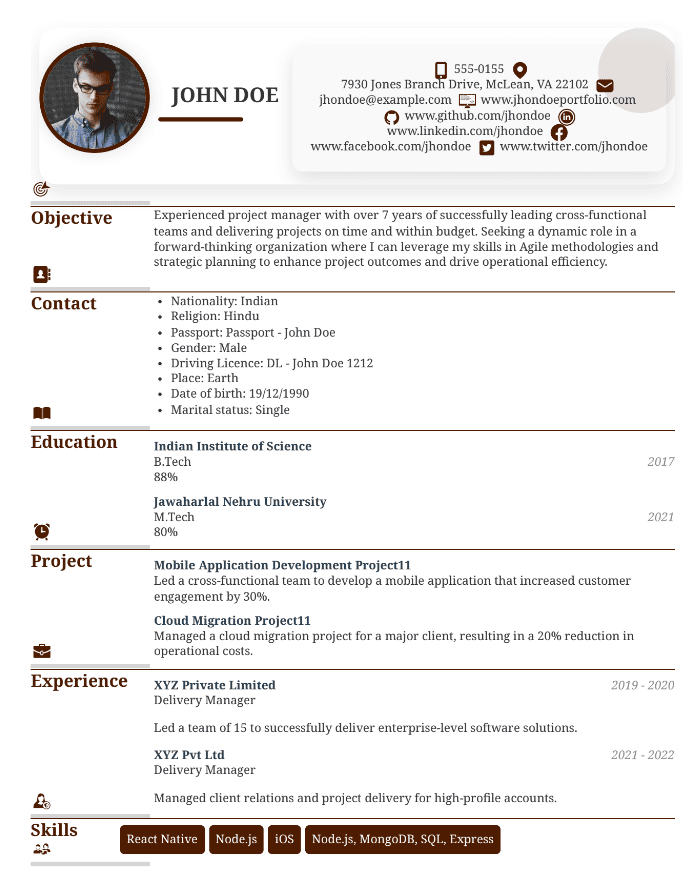 JOHN DOE
555-0155
7930 Jones Branch Drive, McLean, VA 22102
jhondoe@example.com www.jhondoeportfolio.com
www.github.com/jhondoe
www.linkedin.com/jhondoe
www.facebook.com/jhondoe www.twitter.com/jhondoe
Objective
Experienced project manager with over 7 years of successfully leading cross-functional
teams and delivering projects on time and within budget. Seeking a dynamic role in a
forward-thinking organization where I can leverage my skills in Agile methodologies and
strategic planning to enhance project outcomes and drive operational efficiency.
Contact
• Nationality: Indian
• Religion: Hindu
• Passport: Passport - John Doe
• Gender: Male
• Driving Licence: DL - John Doe 1212
• Place: Earth
• Date of birth: 19/12/1990
• Marital status: Single
Education
Indian Institute of Science
B.Tech 2017
88%
Jawaharlal Nehru University
M.Tech 2021
80%
Project
Mobile Application Development Project11
Led a cross-functional team to develop a mobile application that increased customer
engagement by 30%.
Cloud Migration Project11
Managed a cloud migration project for a major client, resulting in a 20% reduction in
operational costs.
Experience
XYZ Private Limited 2019 - 2020
Delivery Manager
Led a team of 15 to successfully deliver enterprise-level software solutions.
XYZ Pvt Ltd 2021 - 2022
Delivery Manager
Managed client relations and project delivery for high-profile accounts.
Skills
React Native Node.js iOS Node.js, MongoDB, SQL, Express